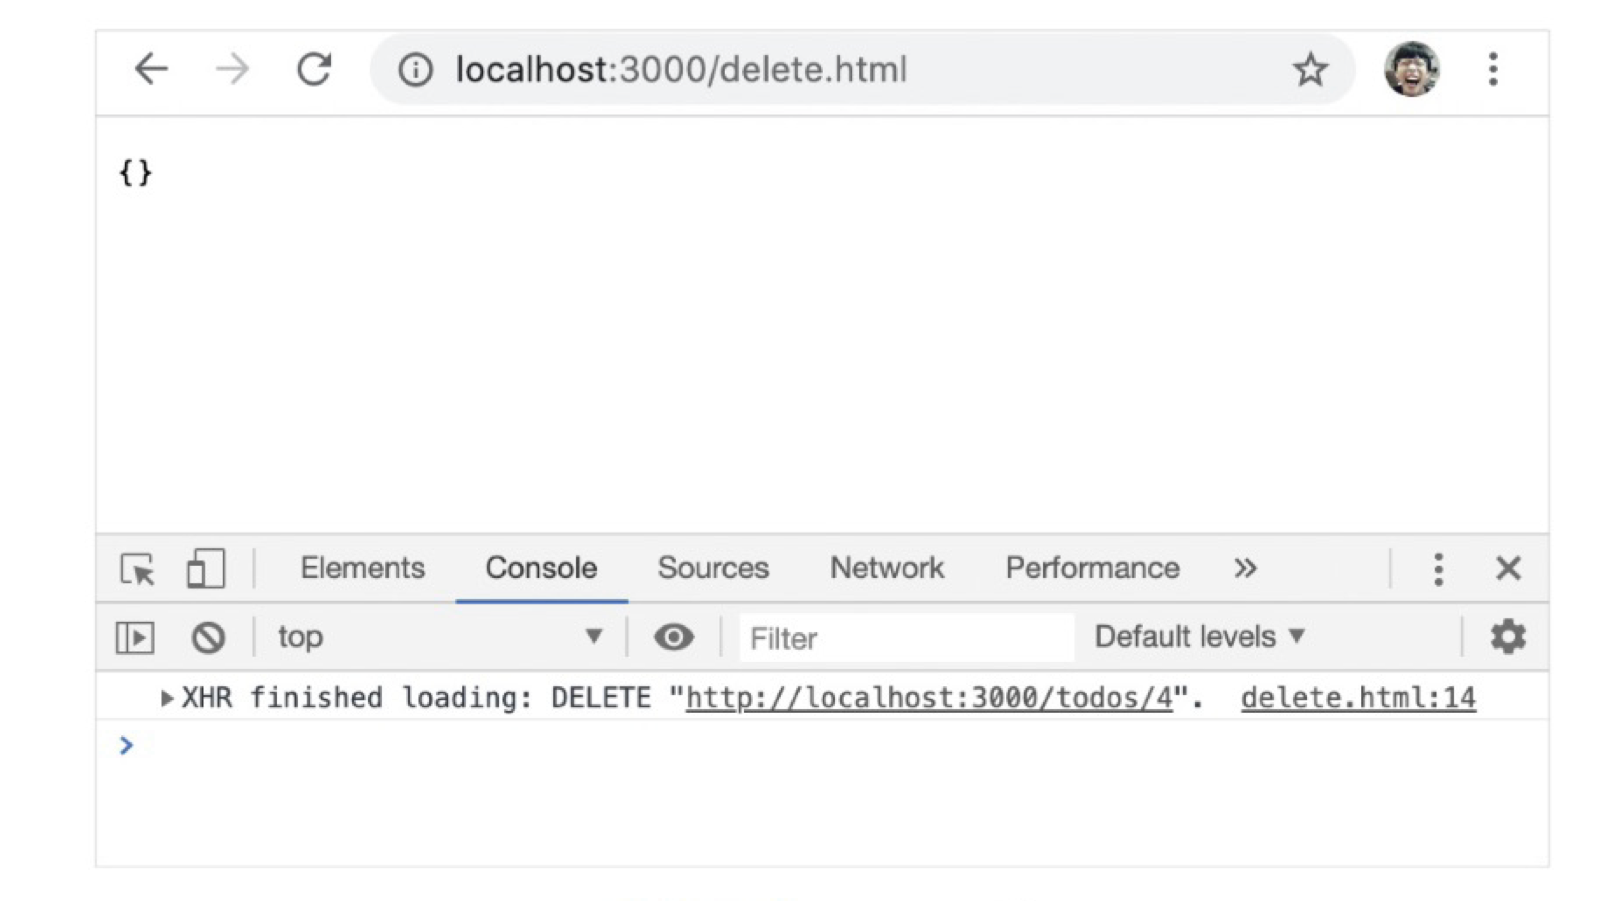 localhost:3000/delete.html
{}
Elements Console Sources Network Performance »
top Filter Default levels ▼
XHR finished loading: DELETE "http://localhost:3000/todos/4". delete.html:14
>